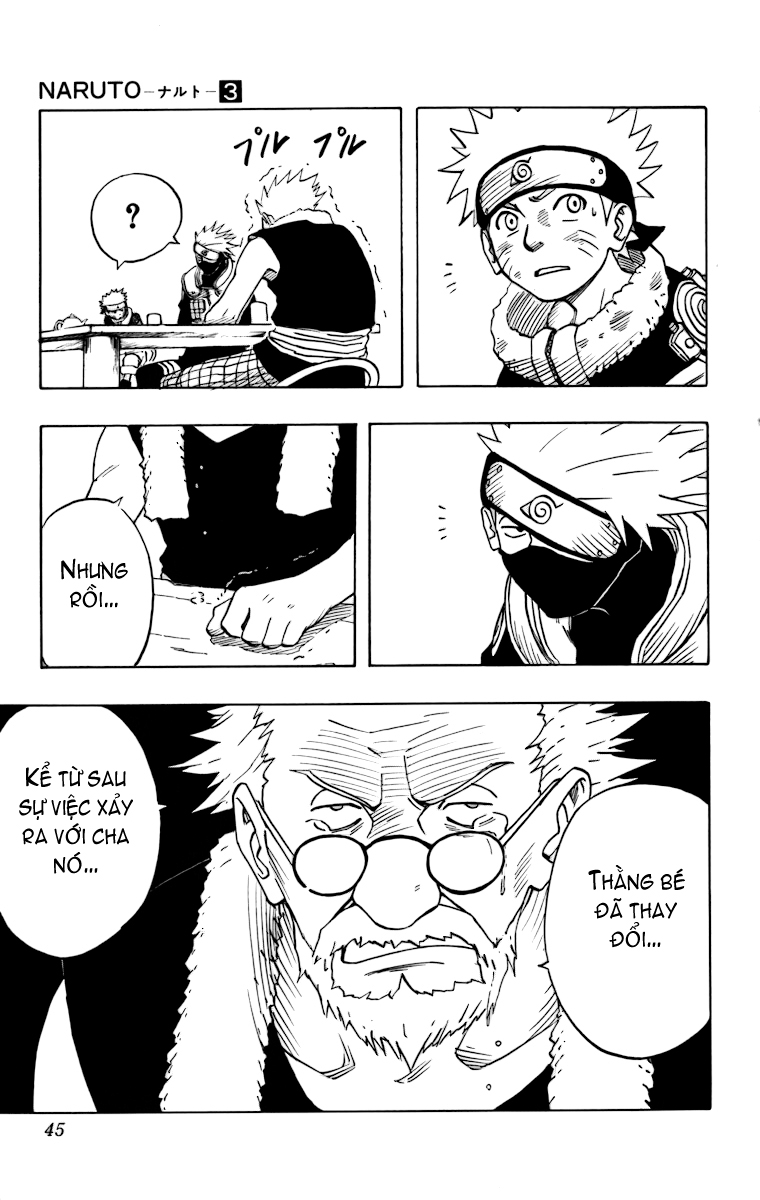 NARUTO—ナルト—3
プル プル
?
NHƯNG
RỒI...
KỂ TỪ SAU
SỰ VIỆC XẢY
RA VỚI CHA
NÓ...
THẰNG BÉ
ĐÃ THAY
ĐỔI...
45